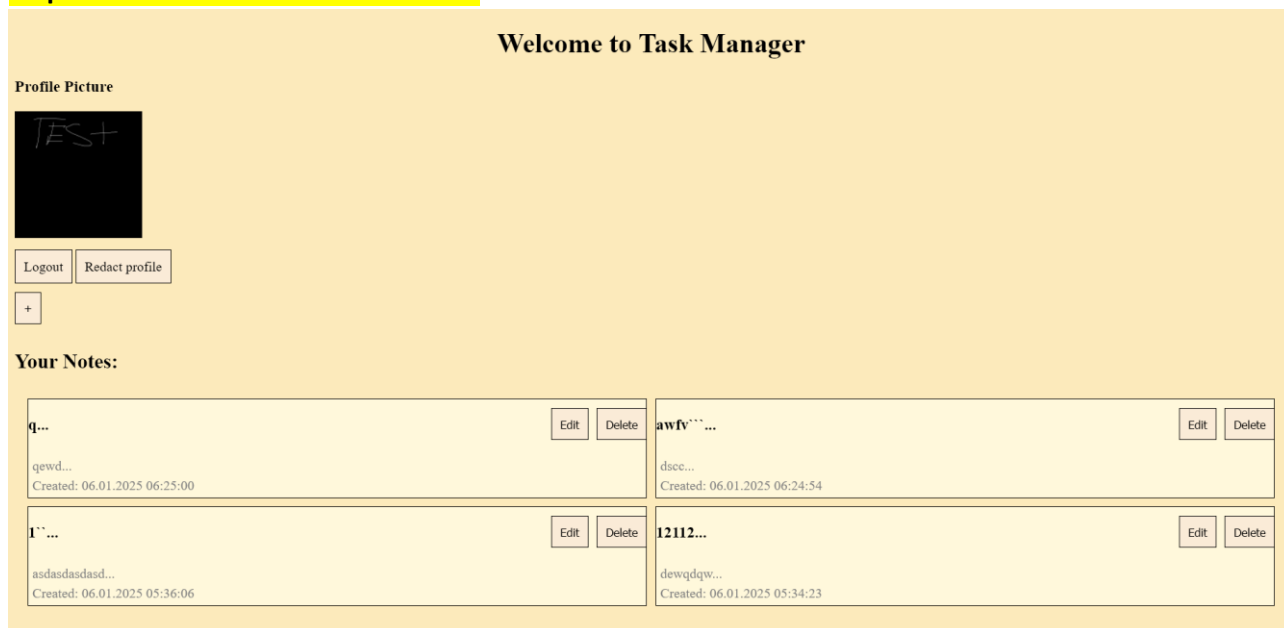 Welcome to Task Manager
Profile Picture
TEST
Logout Redact profile
+
Your Notes:
q... Edit Delete
qewd...
Created: 06.01.2025 06:25:00
awfv```... Edit Delete
dscc...
Created: 06.01.2025 06:24:54
1``... Edit Delete
asdasdasdasd...
Created: 06.01.2025 05:36:06
12112... Edit Delete
dewqdqw...
Created: 06.01.2025 05:34:23